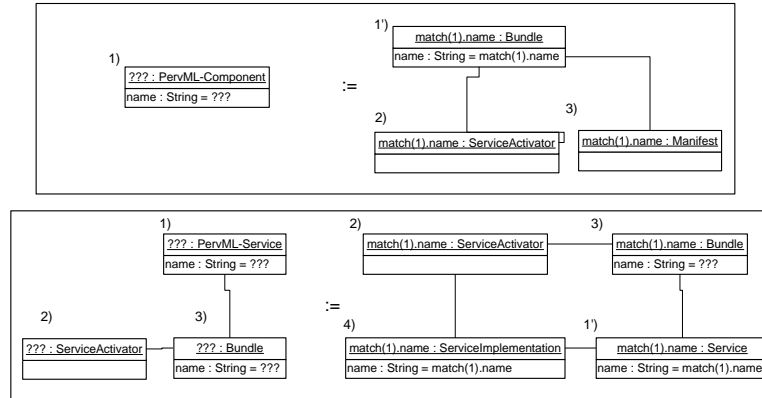 1')
match(1).name : Bundle
name : String = match(1).name
1)
??? : PervML-Component
name : String = ???
:=
2)
match(1).name : ServiceActivator
3)
match(1).name : Manifest
1)
??? : PervML-Service
name : String = ???
2)
??? : ServiceActivator
3)
??? : Bundle
name : String = ???
:=
2)
match(1).name : ServiceActivator
3)
match(1).name : Bundle
name : String = ???
4)
match(1).name : ServiceImplementation
name : String = match(1).name
1')
match(1).name : Service
name : String = match(1).name